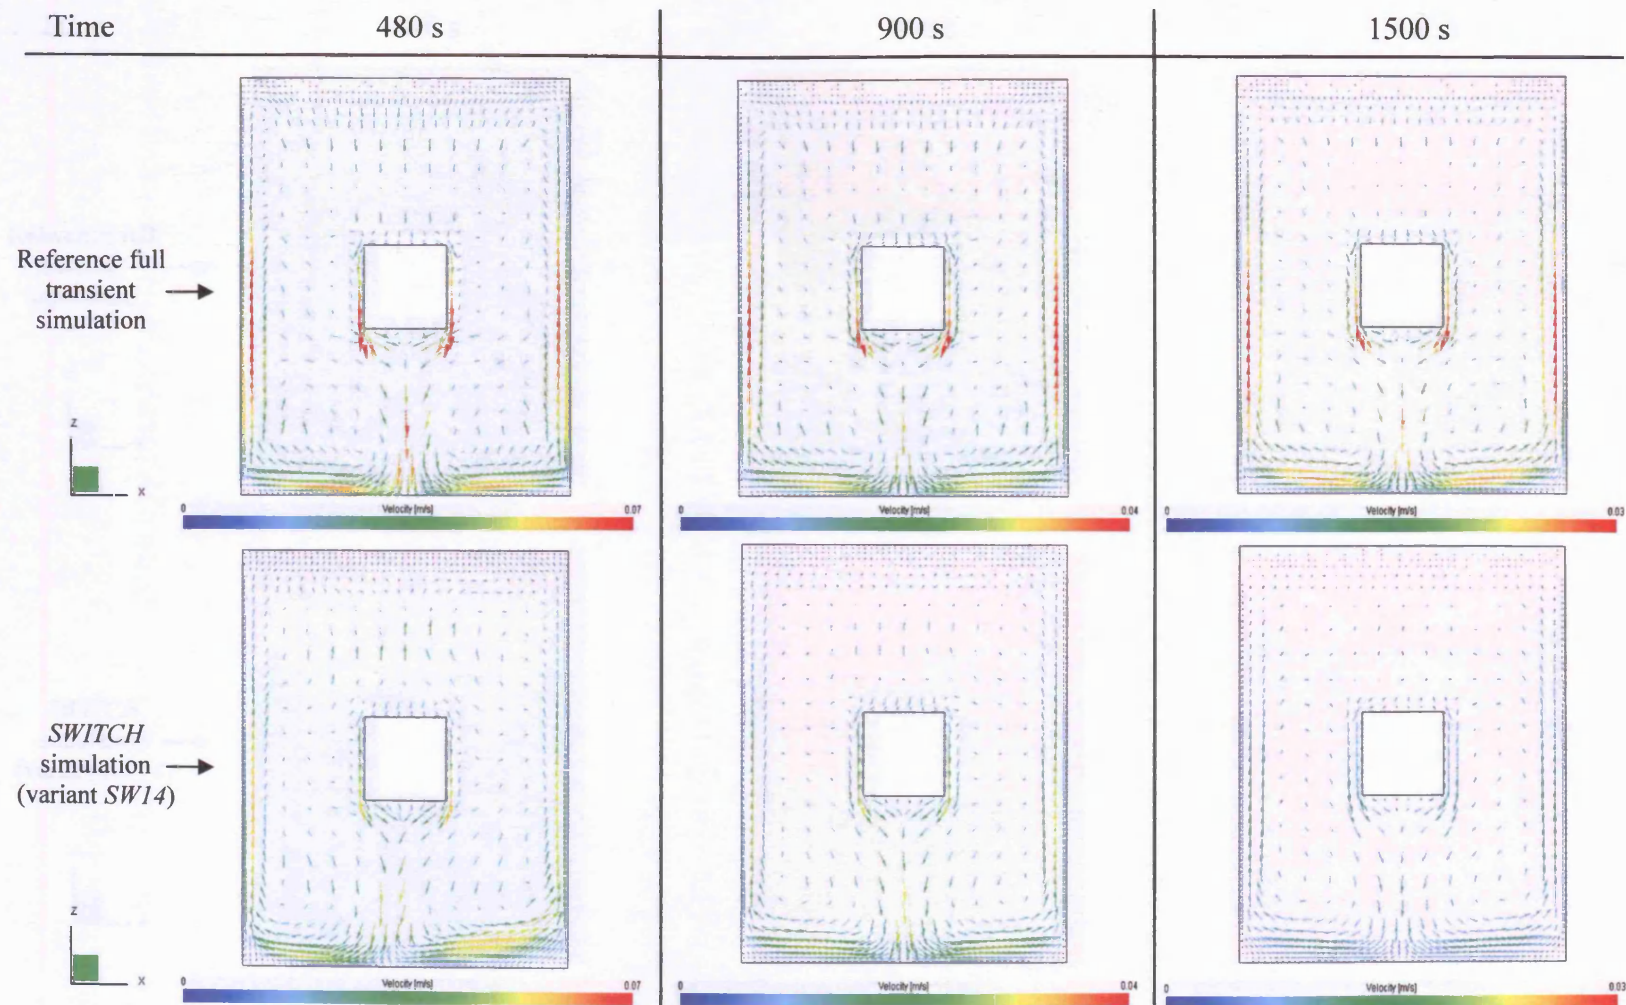 Time 480 s 900 s 1500 s
Reference full
transient
simulation
z
x
0 Velocity [m/s] 0.07
0 Velocity [m/s] 0.04
0 Velocity [m/s] 0.03
SWITCH
simulation
(variant SW14)
z
x
0 Velocity [m/s] 0.07
0 Velocity [m/s] 0.04
0 Velocity [m/s] 0.03